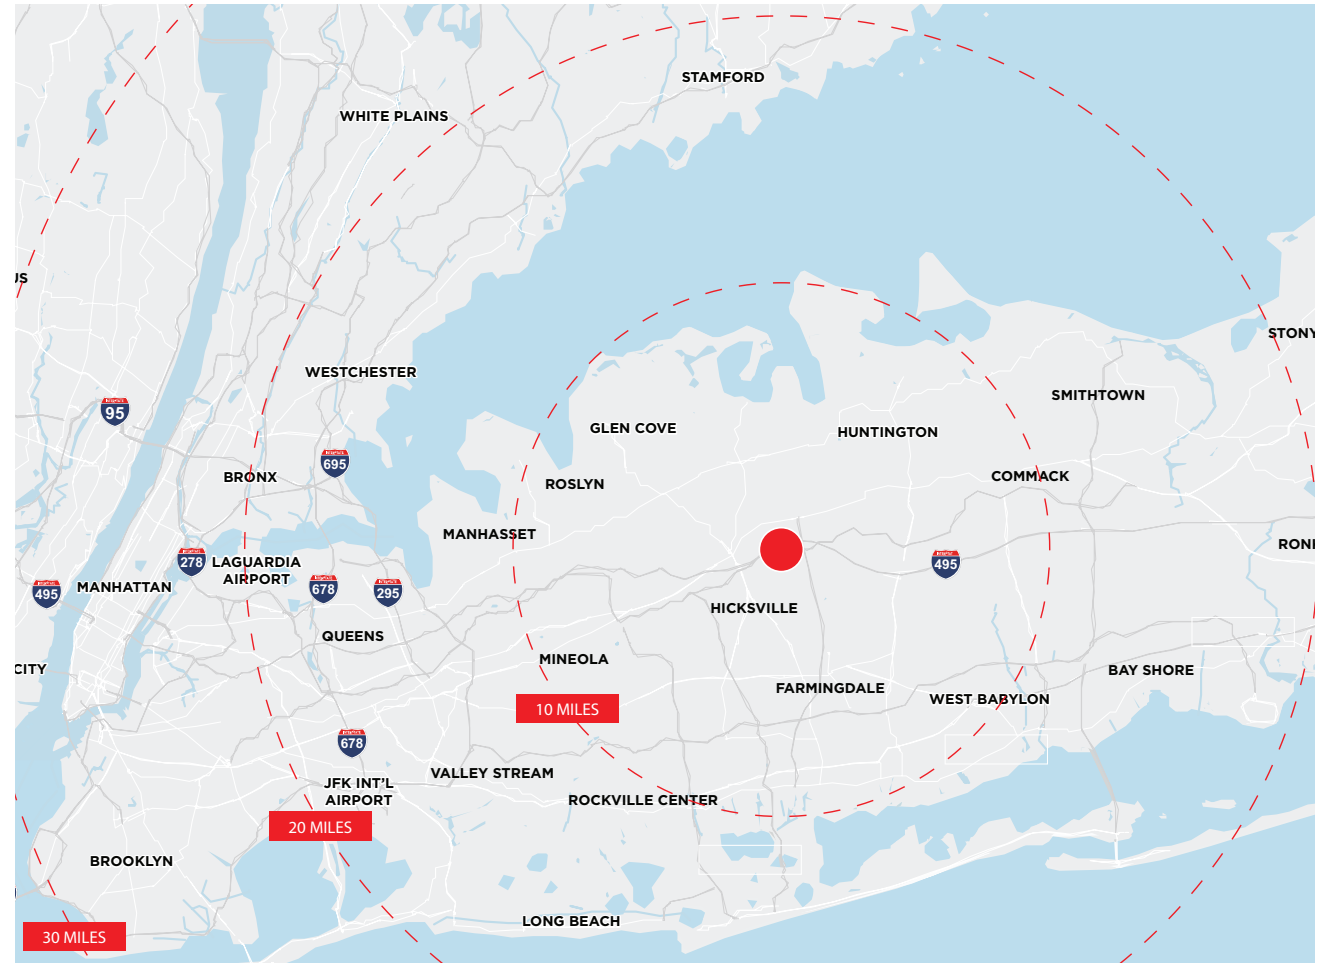 STAMFORD
WHITE PLAINS
US
STONY
WESTCHESTER
SMITHTOWN
95
GLEN COVE
HUNTINGTON
695
BRONX
COMMACK
ROSLYN
MANHASSET
278
LAGUARDIA
AIRPORT
495
RON
MANHATTAN
495
678
295
HICKSVILLE
QUEENS
MINEOLA
CITY
BAY SHORE
FARMINGDALE
WEST BABYLON
10 MILES
678
VALLEY STREAM
JFK INT'L
AIRPORT
ROCKVILLE CENTER
20 MILES
BROOKLYN
LONG BEACH
30 MILES